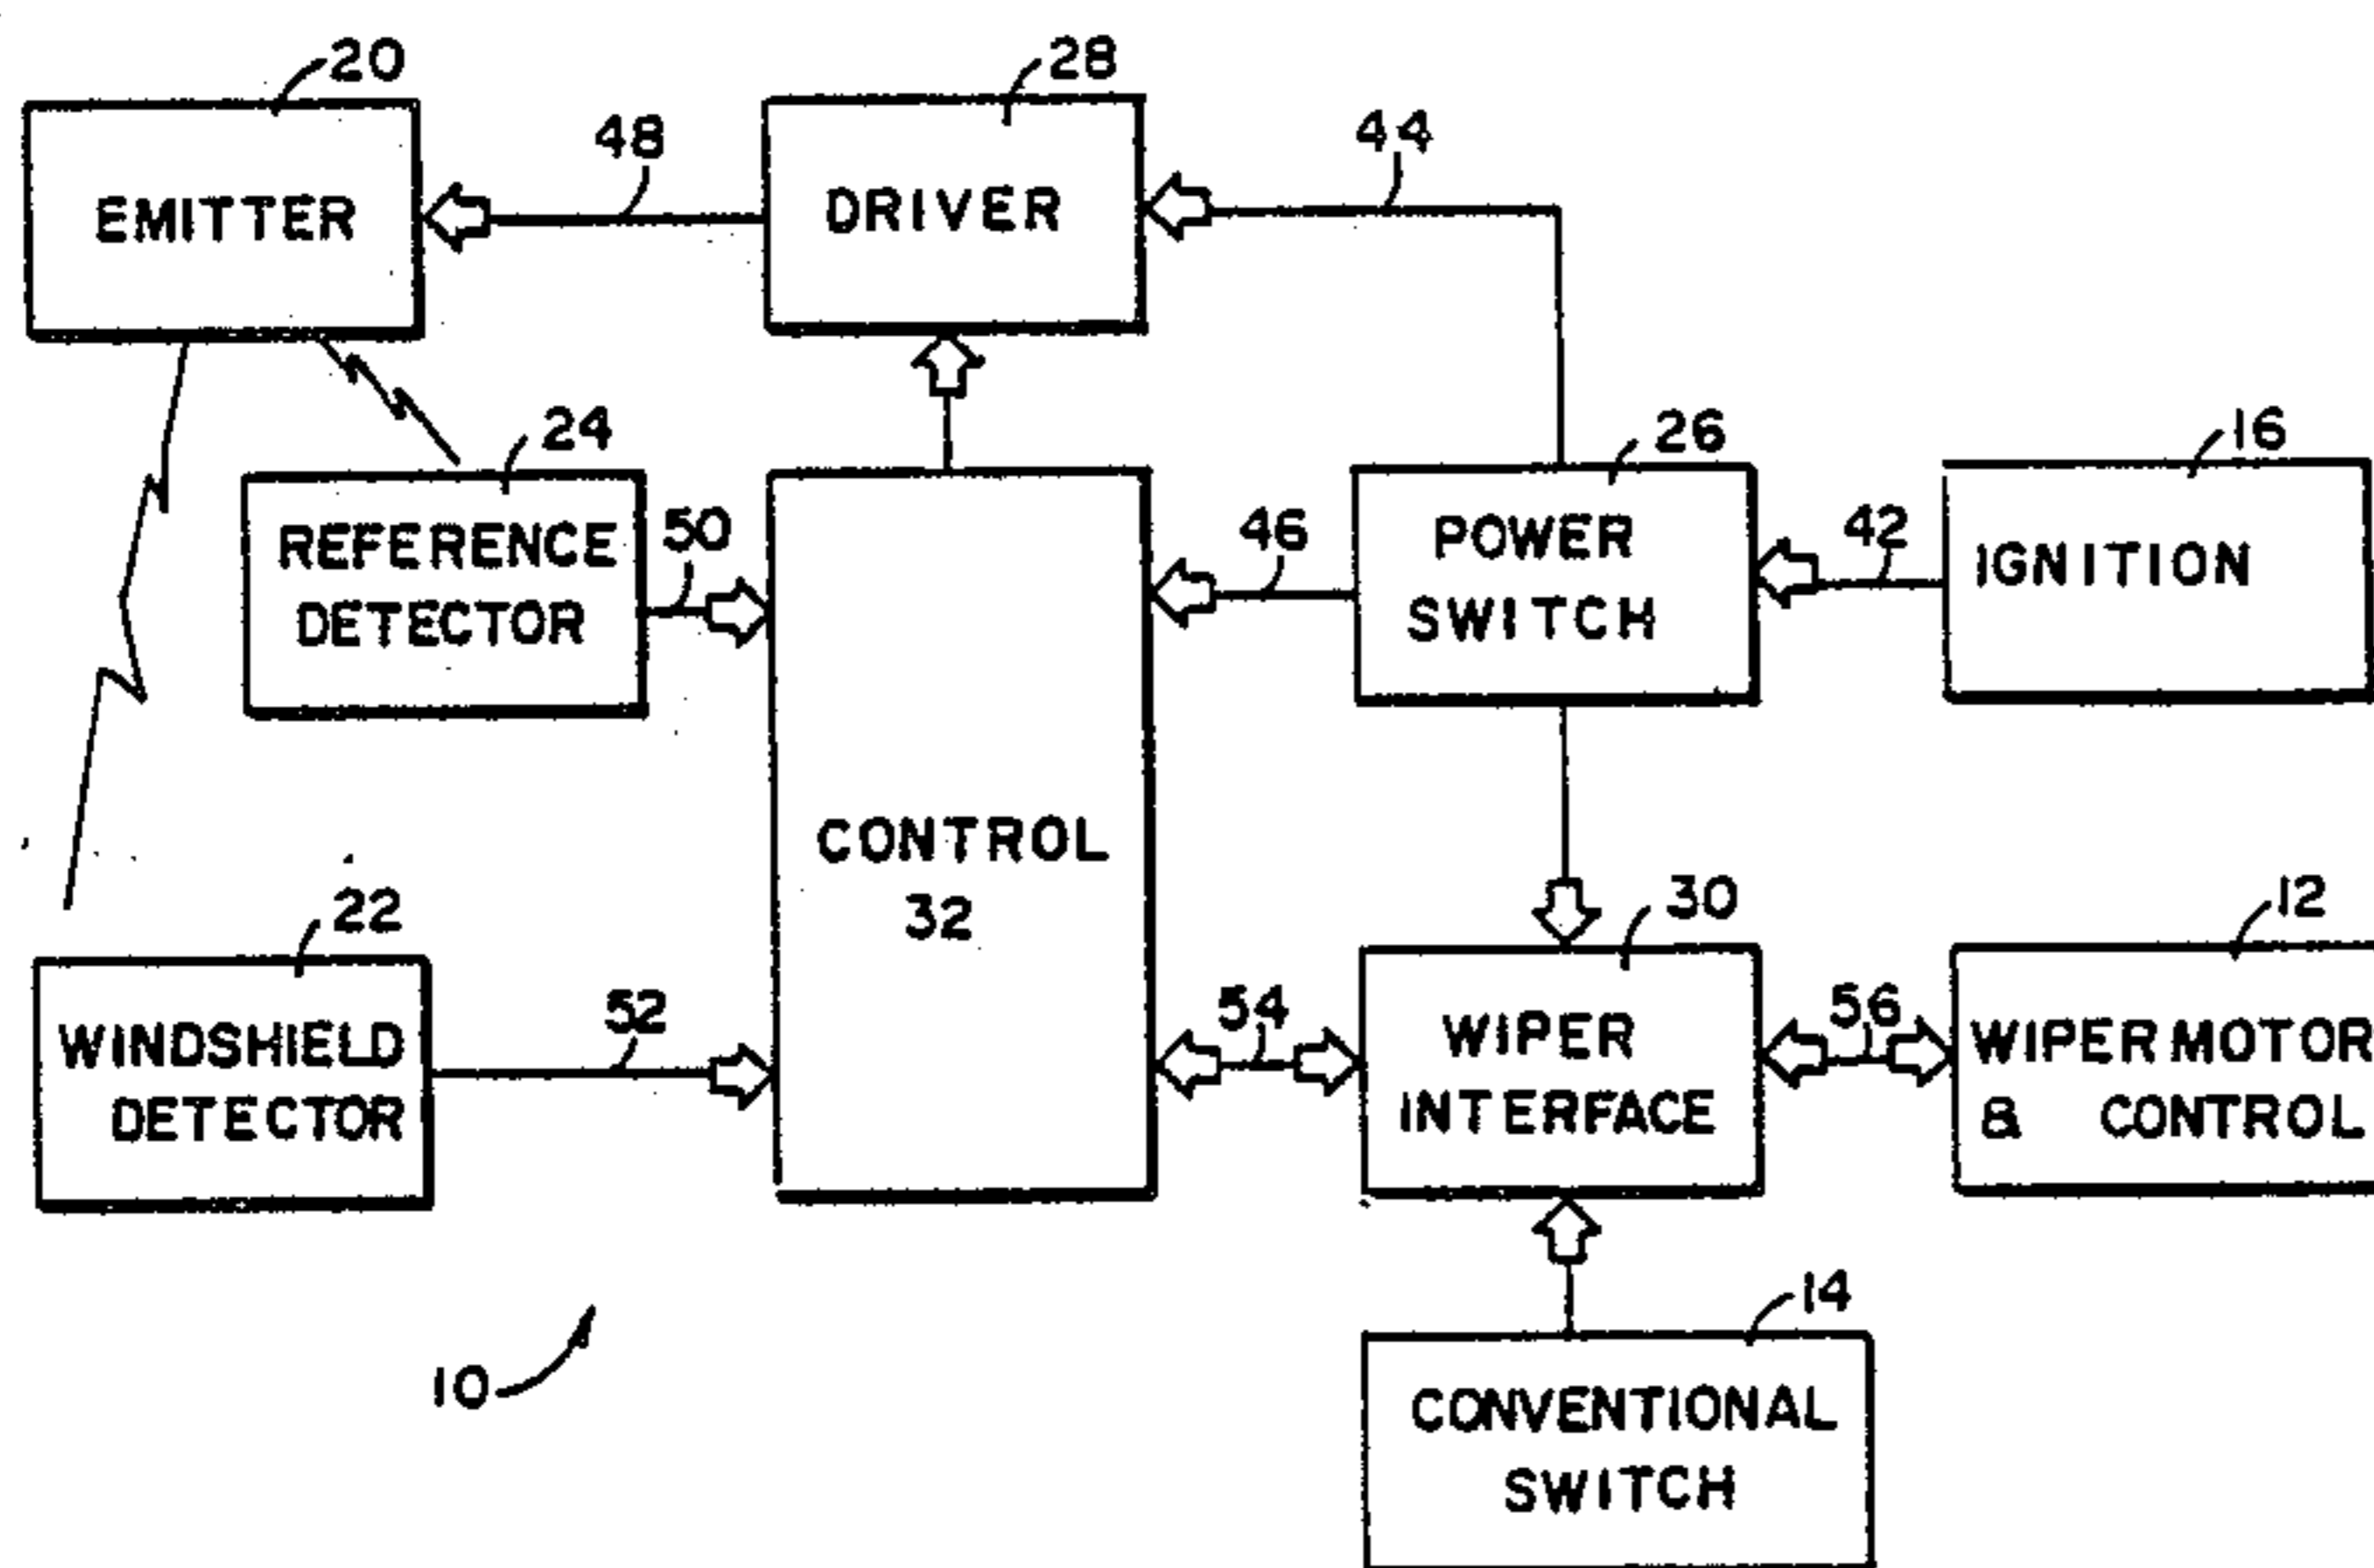 20
28
48
44
EMITTER
DRIVER
24
26
16
REFERENCE
DETECTOR
50
46
POWER
SWITCH
42
IGNITION
CONTROL
32
22
30
12
WINDSHIELD
DETECTOR
52
54
WIPER
INTERFACE
56
WIPER MOTOR
& CONTROL
10
14
CONVENTIONAL
SWITCH